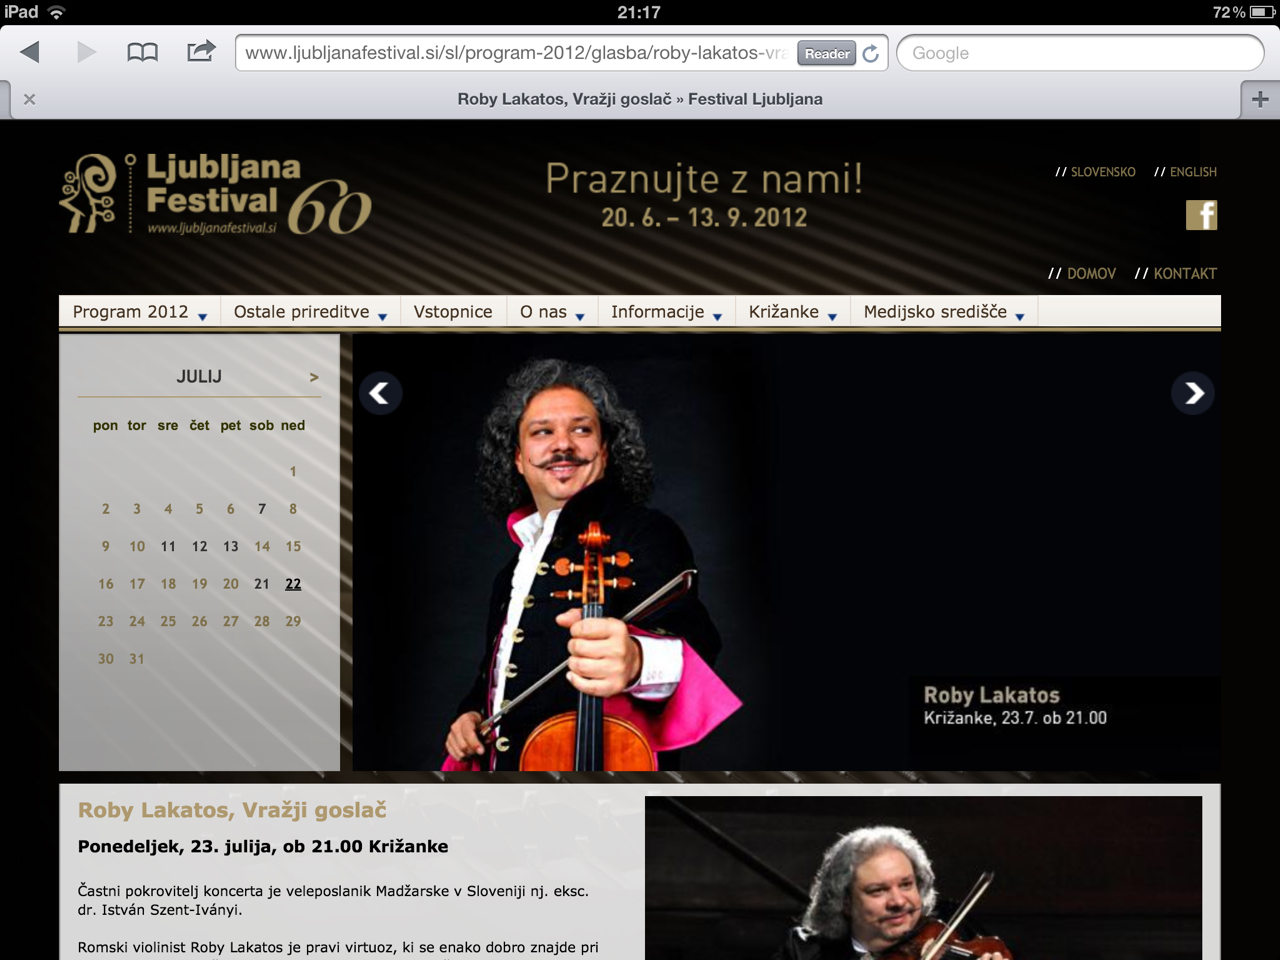 iPad 21:17 72%
www.ljubljanafestival.si/sl/program-2012/glasba/roby-lakatos-vra Reader Google
Roby Lakatos, Vražji goslač » Festival Ljubljana
Ljubljana
Festival 60
www.ljubljanafestival.si
Praznujte z nami!
20. 6. – 13. 9. 2012
// SLOVENSKO // ENGLISH
f
// DOMOV // KONTAKT
Program 2012 Ostale prireditve Vstopnice O nas Informacije Križanke Medijsko središče
JULIJ >
pon tor sre čet pet sob ned
1
2 3 4 5 6 7 8
9 10 11 12 13 14 15
16 17 18 19 20 21 22
23 24 25 26 27 28 29
30 31
Roby Lakatos
Križanke, 23.7. ob 21.00
Roby Lakatos, Vražji goslač
Ponedeljek, 23. julija, ob 21.00 Križanke
Častni pokrovitelj koncerta je veleposlanik Madžarske v Sloveniji nj. eksc.
dr. István Szent-Iványi.
Romski violinist Roby Lakatos je pravi virtuoz, ki se enako dobro znajde pri